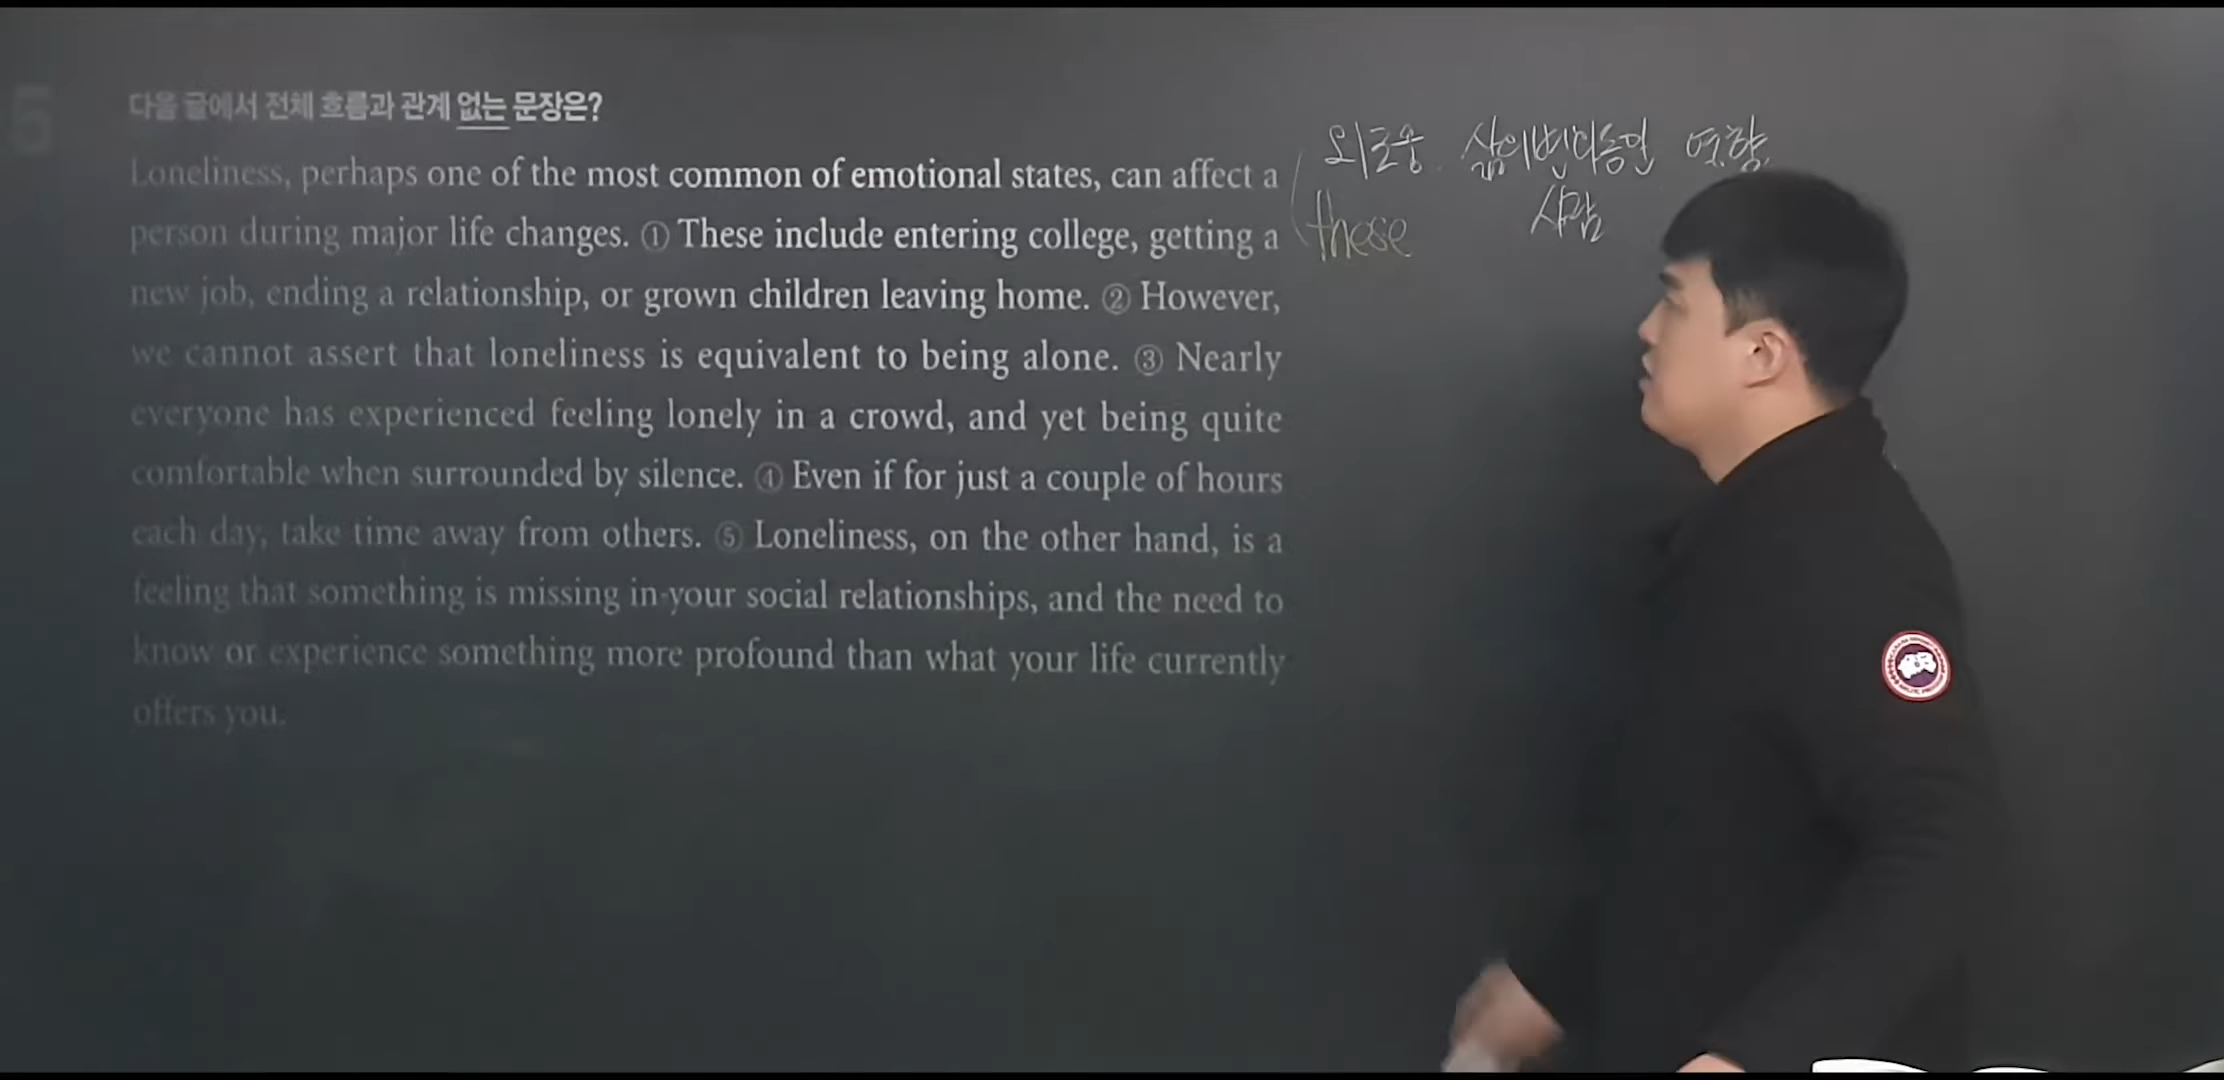 5
다음 글에서 전체 흐름과 관계 없는 문장은?
Loneliness, perhaps one of the most common of emotional states, can affect a
person during major life changes. ① These include entering college, getting a
new job, ending a relationship, or grown children leaving home. ② However,
we cannot assert that loneliness is equivalent to being alone. ③ Nearly
everyone has experienced feeling lonely in a crowd, and yet being quite
comfortable when surrounded by silence. ④ Even if for just a couple of hours
each day, take time away from others. ⑤ Loneliness, on the other hand, is a
feeling that something is missing in your social relationships, and the need to
know or experience something more profound than what your life currently
offers you.
외로움 삶의변화동안 영향
these 사람